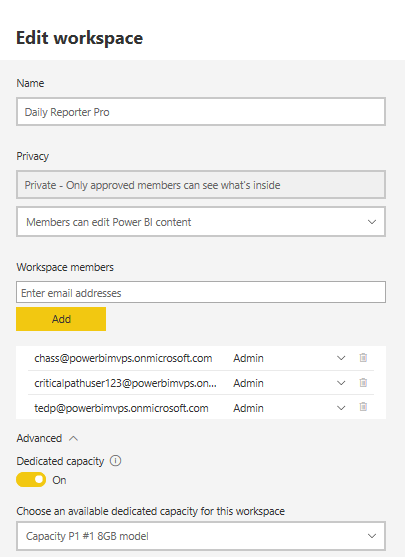 Edit workspace
Name
Daily Reporter Pro
Privacy
Private - Only approved members can see what's inside
Members can edit Power BI content
Workspace members
Enter email addresses
Add
chass@powerbimvps.onmicrosoft.com Admin
criticalpathuser123@powerbimvps.on... Admin
tedp@powerbimvps.onmicrosoft.com Admin
Advanced
Dedicated capacity
On
Choose an available dedicated capacity for this workspace
Capacity P1 #1 8GB model